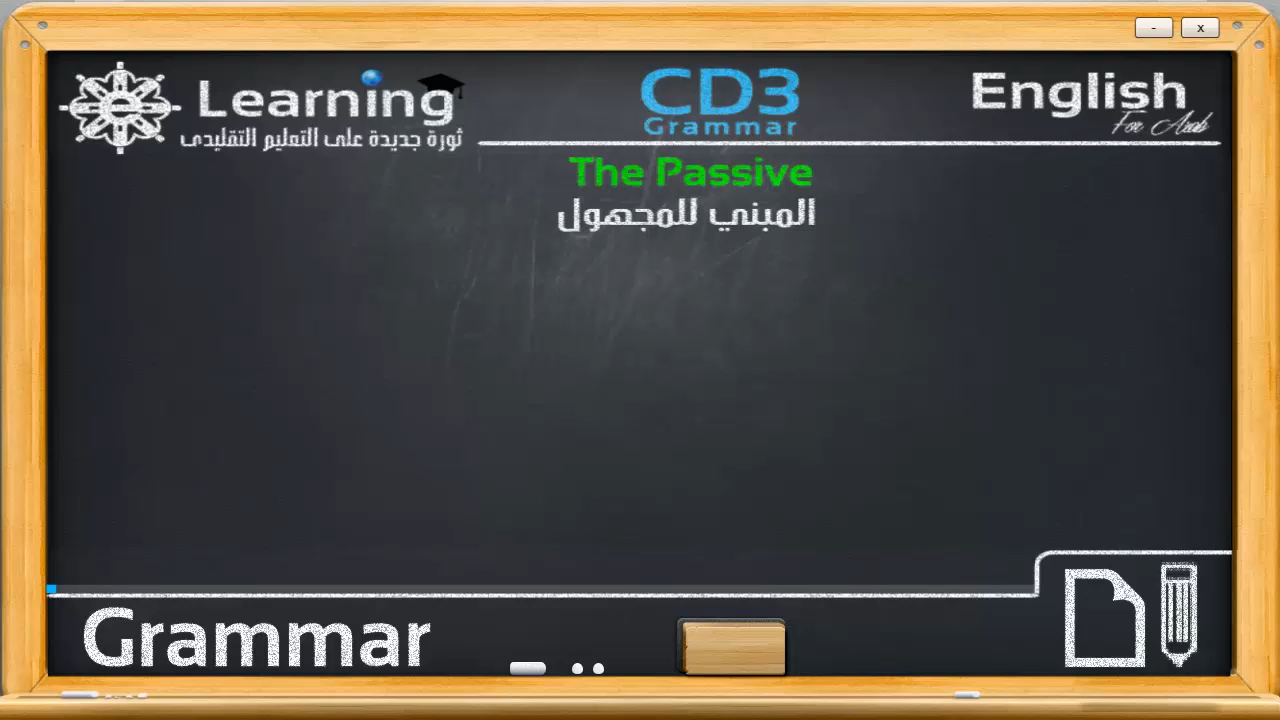 - x
Learning
ثورة جديدة على التعليم التقليدى
CD3
Grammar
English
For Arab
The Passive
المبني للمجهول
Grammar